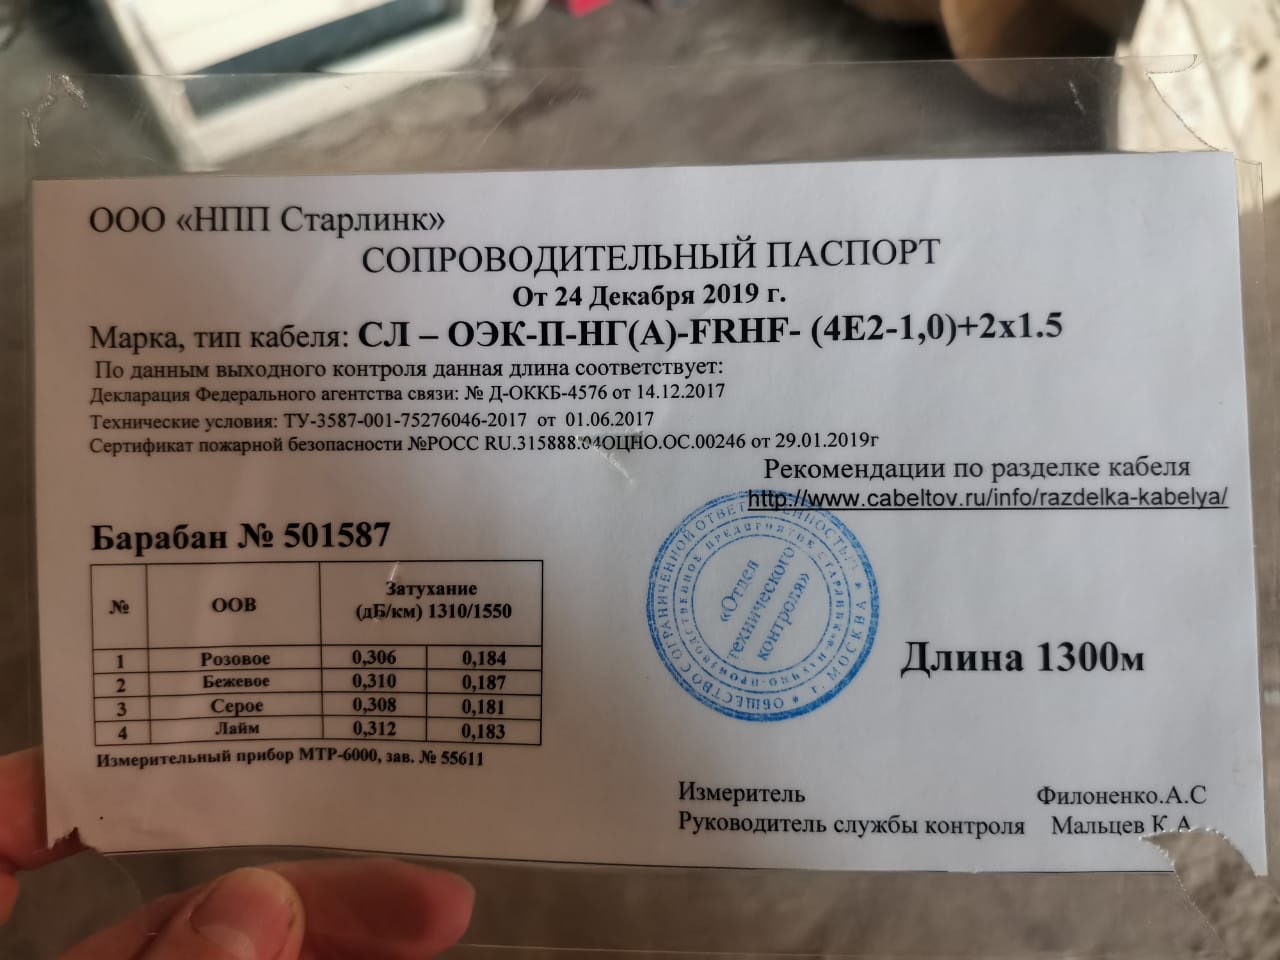 ООО «НПП Старлинк»
СОПРОВОДИТЕЛЬНЫЙ ПАСПОРТ
От 24 Декабря 2019 г.
Марка, тип кабеля: СЛ – ОЭК-П-НГ(А)-FRHF- (4Е2-1,0)+2х1.5
По данным выходного контроля данная длина соответствует:
Декларация Федерального агентства связи: № Д-ОККБ-4576 от 14.12.2017
Технические условия: ТУ-3587-001-75276046-2017 от 01.06.2017
Сертификат пожарной безопасности №РОСС RU.315888.04ОЦНО.ОС.00246 от 29.01.2019г
Рекомендации по разделке кабеля
http://www.cabeltov.ru/info/razdelka-kabelya/
Барабан № 501587
№ ООВ Затухание
(дБ/км) 1310/1550
1 Розовое 0,306 0,184
2 Бежевое 0,310 0,187
3 Серое 0,308 0,181
4 Лайм 0,312 0,183
Измерительный прибор МТР-6000, зав. № 55611
ОБЩЕСТВО С ОГРАНИЧЕННОЙ ОТВЕТСТВЕННОСТЬЮ * г. МОСКВА *
«Отдел
технического
контроля»
Длина 1300м
Измеритель Филоненко.А.С
Руководитель службы контроля Мальцев К.А